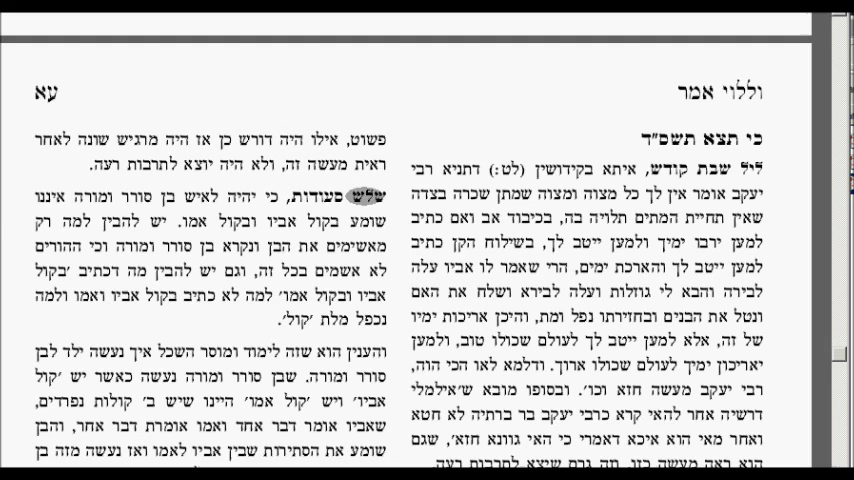 וללוי אמר
עא
כי תצא תשס"ד
ליל שבת קודש, איתא בקידושין (לט:) דתניא רבי
יעקב אומר אין לך כל מצוה ומצוה שמתן שכרה בצדה
שאין תחיית המתים תלויה בה, בכיבוד אב ואם כתיב
למען ירבו ימיך ולמען ייטב לך, בשילוח הקן כתיב
למען ייטב לך והארכת ימים, הרי שאמר לו אביו עלה
לבירה והבא לי גוזלות ועלה לבירא ושלח את האם
ונטל את הבנים ובחזירתו נפל ומת, והיכן אריכות ימיו
של זה, אלא למען ייטב לך לעולם שכולו טוב, ולמען
יאריכון ימיך לעולם שכולו ארוך. ודלמא לאו הכי הוה,
רבי יעקב מעשה חזא וכו'. ובסופו מובא ש'אילמלי
דרשיה אחר להאי קרא כרבי יעקב בר ברתיה לא חטא
ואחר מאי הוא איכא דאמרי כי האי גוונא חזא', שגם
הוא ראה מעשה כזו, וזה גרם שיצא לתרבות רעה.
פשוט, אילו היה דורש כן אז היה מרגיש שונה לאחר
ראית מעשה זה, ולא היה יוצא לתרבות רעה.
שלש סעודות, כי יהיה לאיש בן סורר ומורה איננו
שומע בקול אביו ובקול אמו. יש להבין למה רק
מאשימים את הבן ונקרא בן סורר ומורה וכי ההורים
לא אשמים בכל זה, וגם יש להבין מה דכתיב 'בקול
אביו ובקול אמו' למה לא כתיב בקול אביו ואמו ולמה
נכפל מלת 'קול'.
והענין הוא שזה לימוד ומוסר השכל איך נעשה ילד לבן
סורר ומורה. שבן סורר ומורה נעשה כאשר יש 'קול
אביו' ויש 'קול אמו' היינו שיש ב' קולות נפרדים,
שאביו אומר דבר אחד ואמו אומרת דבר אחר, והבן
שומע את הסתירות שבין אביו לאמו ואז נעשה מזה בן